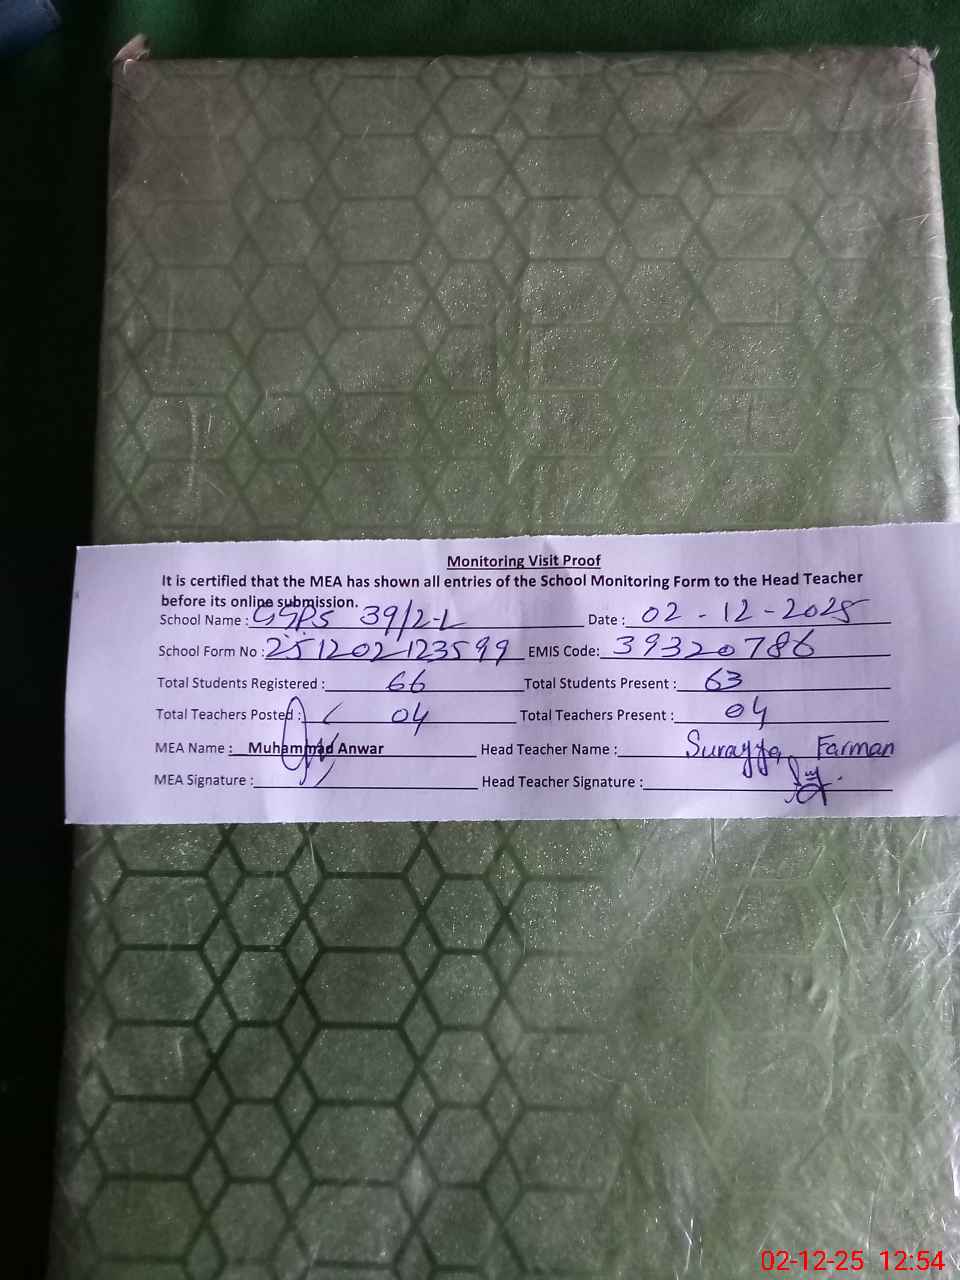 Monitoring Visit Proof
It is certified that the MEA has shown all entries of the School Monitoring Form to the Head Teacher
before its online submission.
School Name : GGPS 39/2-L Date : 02 - 12 - 2025
School Form No : 251202123599 EMIS Code: 39320786
Total Students Registered : 66 Total Students Present : 63
Total Teachers Posted : 04 Total Teachers Present : 04
MEA Name : Muhammad Anwar Head Teacher Name : Surayya Farman
MEA Signature : Head Teacher Signature :
02-12-25 12:54